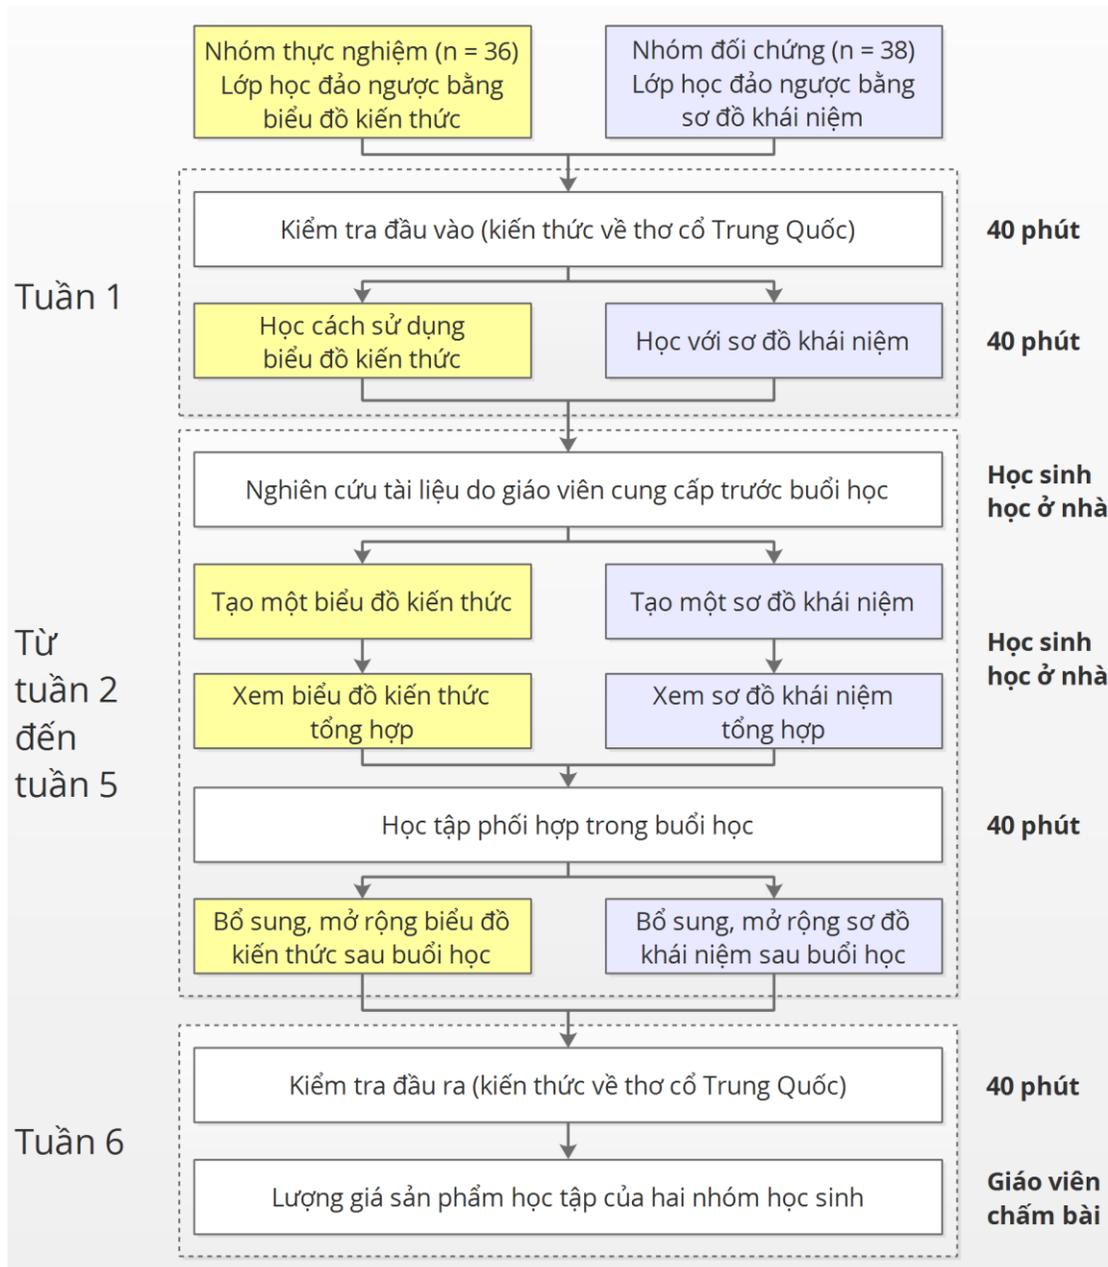 Nhóm thực nghiệm (n = 36)
Lớp học đảo ngược bằng
biểu đồ kiến thức
Nhóm đối chứng (n = 38)
Lớp học đảo ngược bằng
sơ đồ khái niệm
Tuần 1
Kiểm tra đầu vào (kiến thức về thơ cổ Trung Quốc)
40 phút
Học cách sử dụng
biểu đồ kiến thức
Học với sơ đồ khái niệm
40 phút
Từ
tuần 2
đến
tuần 5
Nghiên cứu tài liệu do giáo viên cung cấp trước buổi học
Học sinh
học ở nhà
Tạo một biểu đồ kiến thức
Tạo một sơ đồ khái niệm
Học sinh
học ở nhà
Xem biểu đồ kiến thức
tổng hợp
Xem sơ đồ khái niệm
tổng hợp
Học tập phối hợp trong buổi học
40 phút
Bổ sung, mở rộng biểu đồ
kiến thức sau buổi học
Bổ sung, mở rộng sơ đồ
khái niệm sau buổi học
Tuần 6
Kiểm tra đầu ra (kiến thức về thơ cổ Trung Quốc)
40 phút
Lượng giá sản phẩm học tập của hai nhóm học sinh
Giáo viên
chấm bài